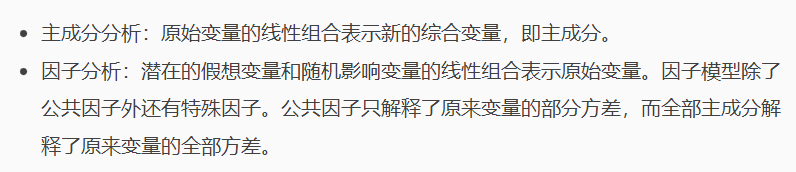 • 主成分分析：原始变量的线性组合表示新的综合变量，即主成分。
• 因子分析：潜在的假想变量和随机影响变量的线性组合表示原始变量。因子模型除了
公共因子外还有特殊因子。公共因子只解释了原来变量的部分方差，而全部主成分解
释了原来变量的全部方差。